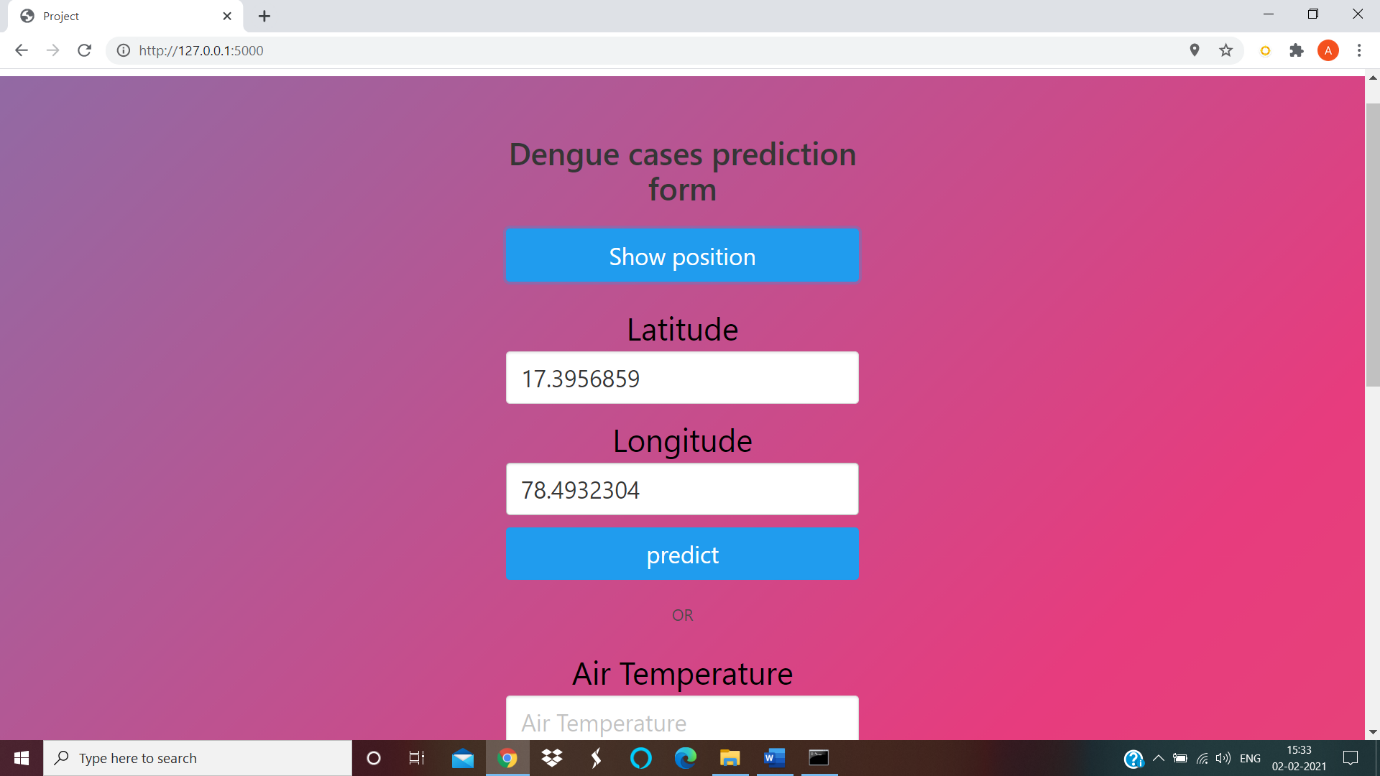 Project
http://127.0.0.1:5000
A
Dengue cases prediction
form
Show position
Latitude
17.3956859
Longitude
78.4932304
predict
OR
Air Temperature
Air Temperature
Type here to search
ENG
15:33
02-02-2021